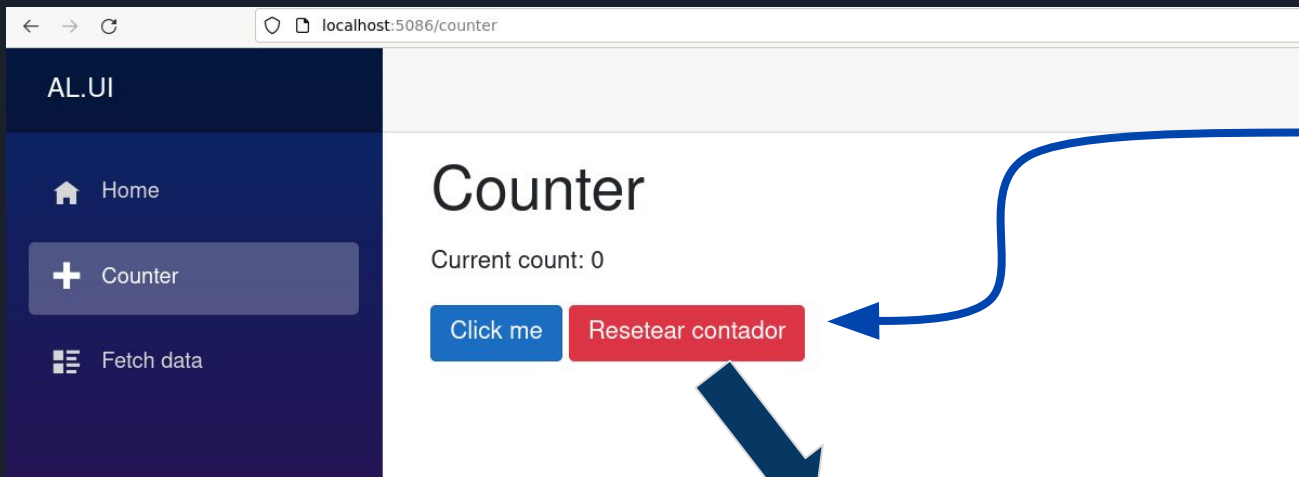 localhost:5086/counter
AL.UI
Home
Counter
Fetch data
Counter
Current count: 0
Click me
Resetear contador